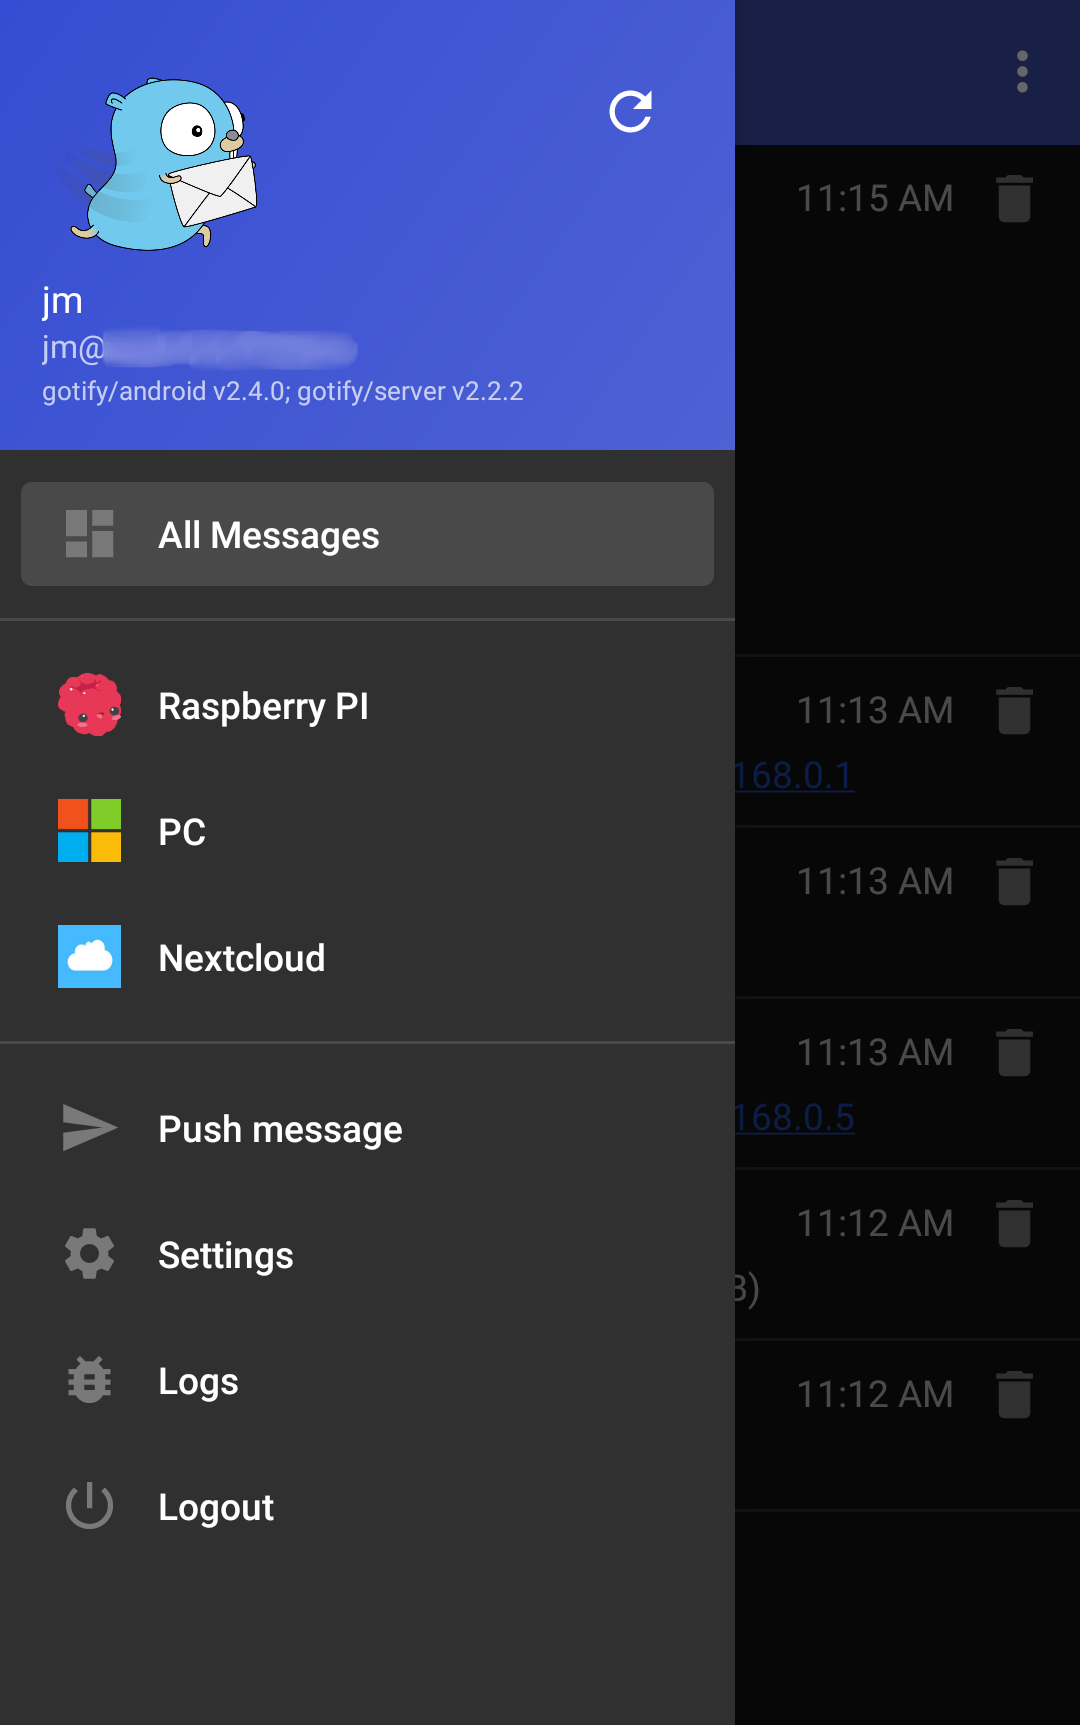 jm
jm@
gotify/android v2.4.0; gotify/server v2.2.2
All Messages
Raspberry PI
PC
Nextcloud
Push message
Settings
Logs
Logout
11:15 AM
11:13 AM
168.0.1
11:13 AM
11:13 AM
168.0.5
11:12 AM
)
11:12 AM